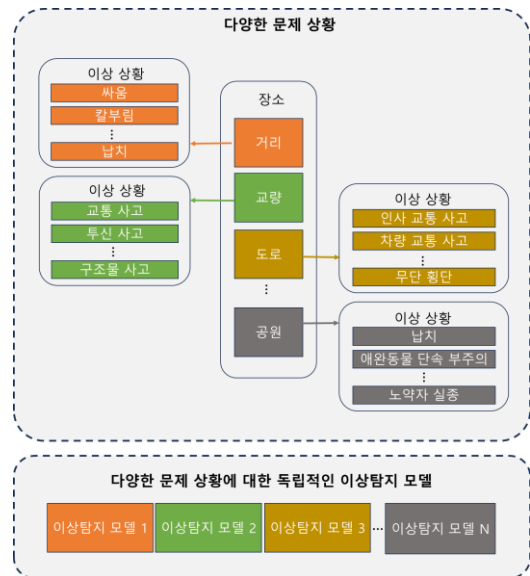 다양한 문제 상황
이상 상황
싸움
칼부림
⋮
납치
장소
거리
교량
도로
⋮
공원
이상 상황
교통 사고
투신 사고
⋮
구조물 사고
이상 상황
인사 교통 사고
차량 교통 사고
⋮
무단 횡단
이상 상황
납치
애완동물 단속 부주의
⋮
노약자 실종
다양한 문제 상황에 대한 독립적인 이상탐지 모델
이상탐지 모델 1 이상탐지 모델 2 이상탐지 모델 3 ... 이상탐지 모델 N